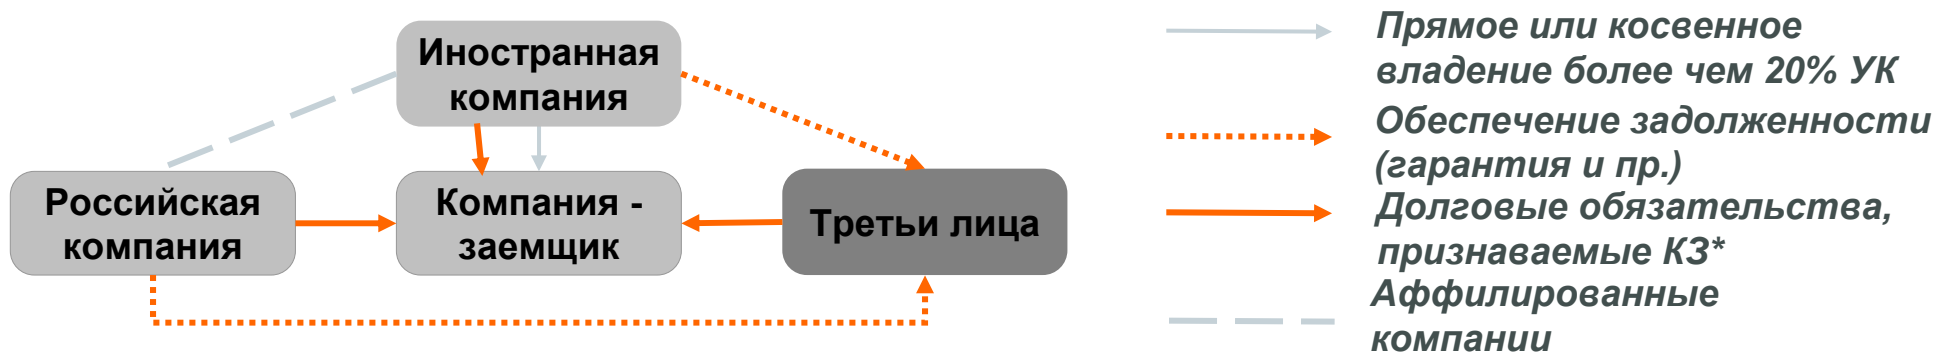 Иностранная
компания
Российская
компания
Компания -
заемщик
Третьи лица
Прямое или косвенное
владение более чем 20% УК
Обеспечение задолженности
(гарантия и пр.)
Долговые обязательства,
признаваемые КЗ*
Аффилированные
компании